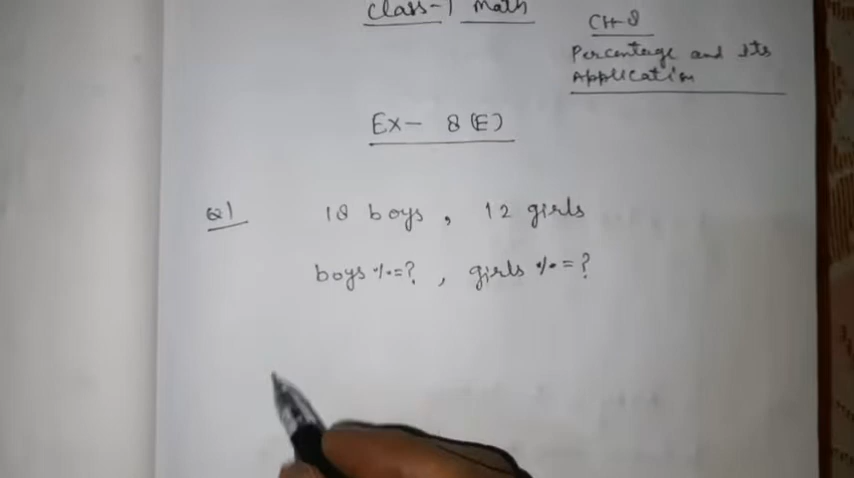 Class-7 Math
CH-8
Percentage and Its
Application
Ex- 8(E)
Q1 18 boys, 12 girls
boys %=?, girls %=?